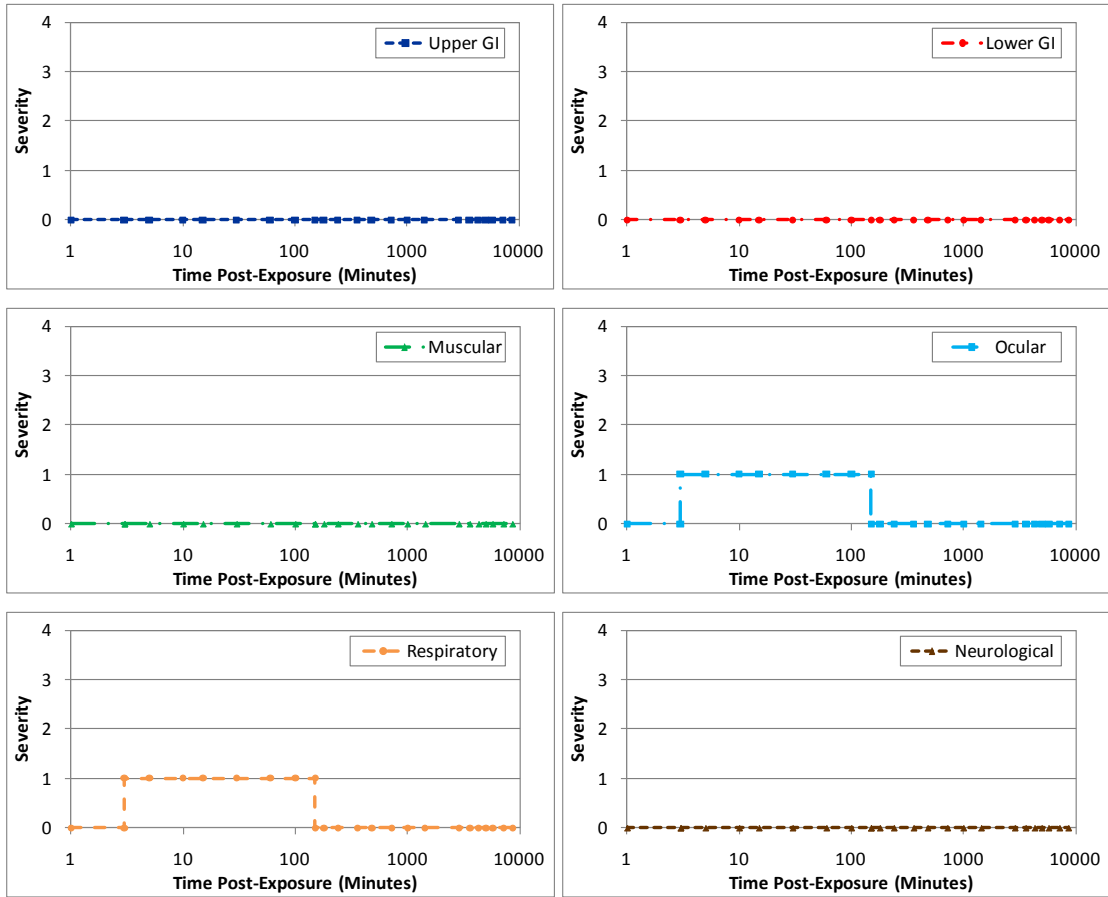 4
3
2
1
0
Severity
Upper GI
1 10 100 1000 10000
Time Post-Exposure (Minutes)
4
3
2
1
0
Severity
Lower GI
1 10 100 1000 10000
Time Post-Exposure (Minutes)
4
3
2
1
0
Severity
Muscular
1 10 100 1000 10000
Time Post-Exposure (Minutes)
4
3
2
1
0
Severity
Ocular
1 10 100 1000 10000
Time Post-Exposure (minutes)
4
3
2
1
0
Severity
Respiratory
1 10 100 1000 10000
Time Post-Exposure (Minutes)
4
3
2
1
0
Severity
Neurological
1 10 100 1000 10000
Time Post-Exposure (Minutes)